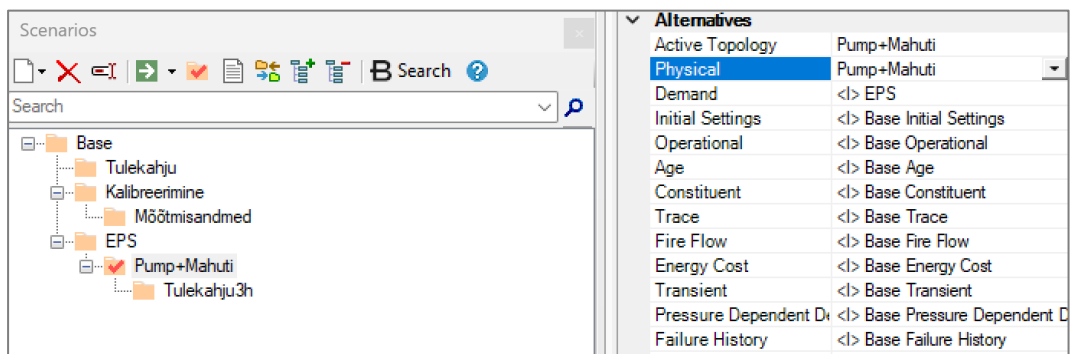 Scenarios
Search
Search
Base
Tulekahju
Kalibreerimine
Mõõtmisandmed
EPS
Pump+Mahuti
Tulekahju3h
Alternatives
Active Topology Pump+Mahuti
Physical Pump+Mahuti
Demand <I> EPS
Initial Settings <I> Base Initial Settings
Operational <I> Base Operational
Age <I> Base Age
Constituent <I> Base Constituent
Trace <I> Base Trace
Fire Flow <I> Base Fire Flow
Energy Cost <I> Base Energy Cost
Transient <I> Base Transient
Pressure Dependent De <I> Base Pressure Dependent D
Failure History <I> Base Failure History